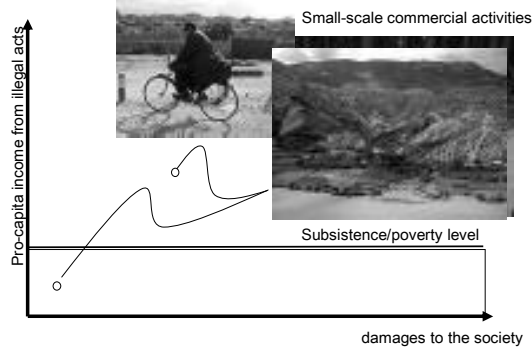 Small-scale commercial activities
Pro-capita income from illegal acts
Subsistence/poverty level
damages to the society